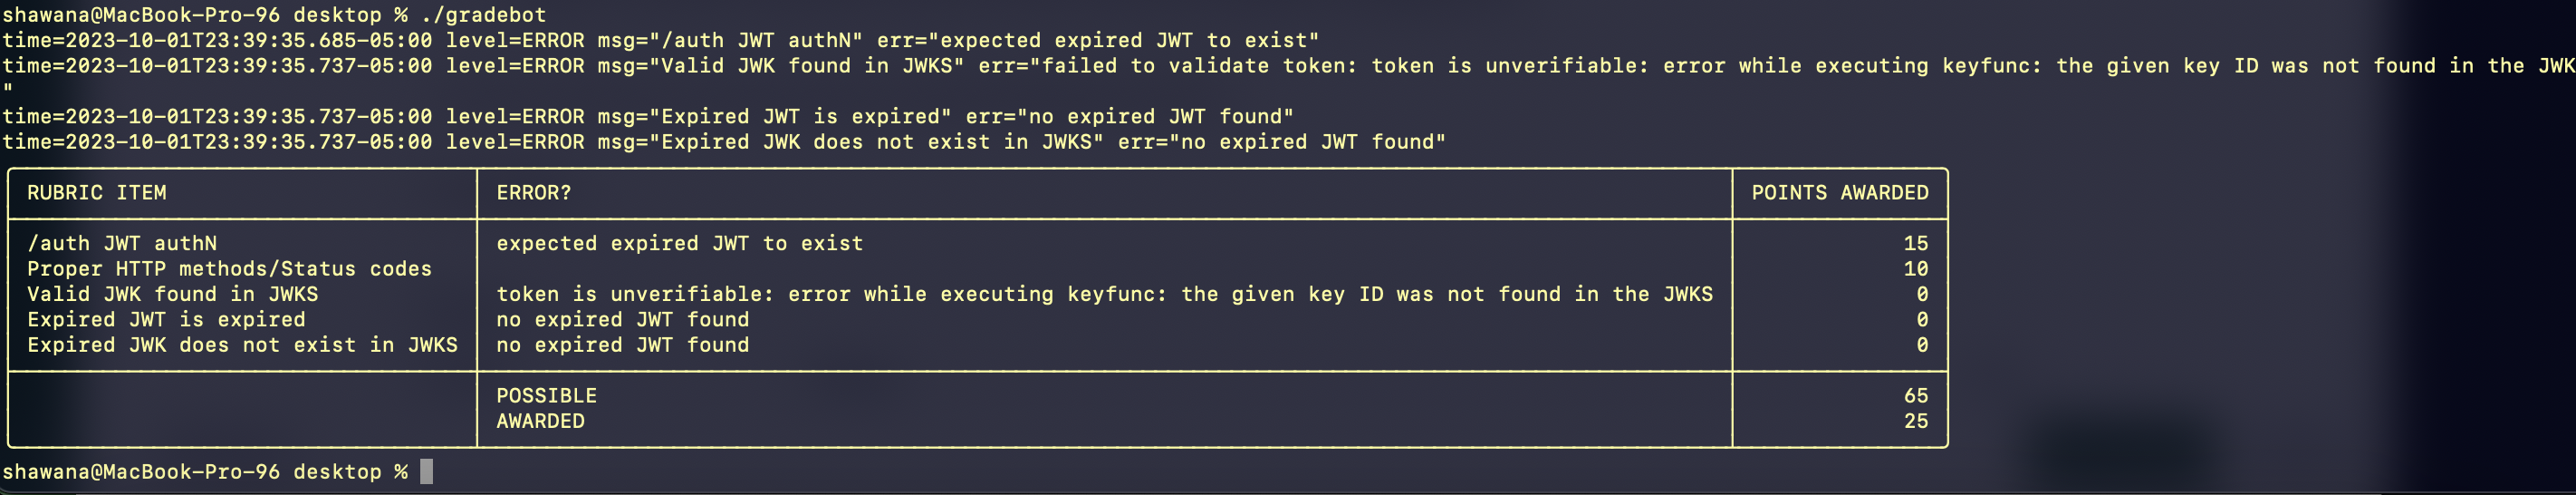 shawana@MacBook-Pro-96 desktop % ./gradebot
time=2023-10-01T23:39:35.685-05:00 level=ERROR msg="/auth JWT authN" err="expected expired JWT to exist"
time=2023-10-01T23:39:35.737-05:00 level=ERROR msg="Valid JWK found in JWKS" err="failed to validate token: token is unverifiable: error while executing keyfunc: the given key ID was not found in the JWK
"
time=2023-10-01T23:39:35.737-05:00 level=ERROR msg="Expired JWT is expired" err="no expired JWT found"
time=2023-10-01T23:39:35.737-05:00 level=ERROR msg="Expired JWK does not exist in JWKS" err="no expired JWT found"
RUBRIC ITEM ERROR? POINTS AWARDED
/auth JWT authN expected expired JWT to exist 15
Proper HTTP methods/Status codes 10
Valid JWK found in JWKS token is unverifiable: error while executing keyfunc: the given key ID was not found in the JWKS 0
Expired JWT is expired no expired JWT found 0
Expired JWK does not exist in JWKS no expired JWT found 0
POSSIBLE 65
AWARDED 25
shawana@MacBook-Pro-96 desktop %